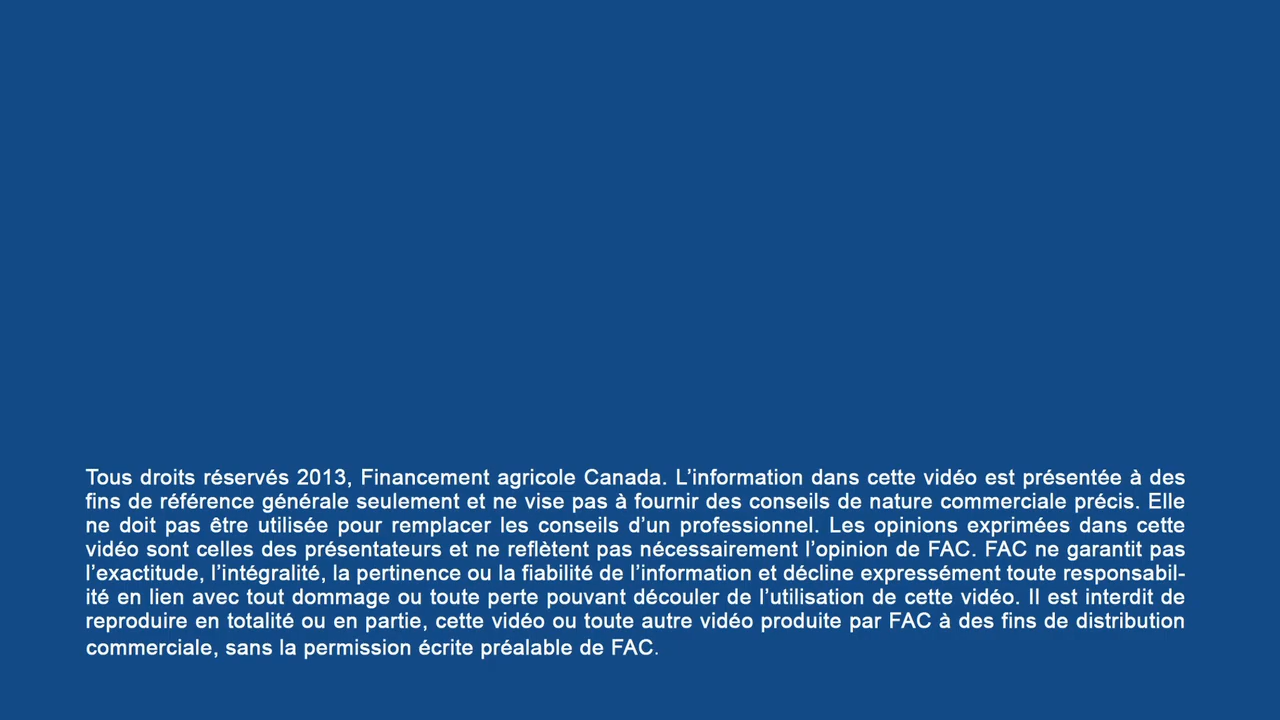 Tous droits réservés 2013, Financement agricole Canada. L’information dans cette vidéo est présentée à des
fins de référence générale seulement et ne vise pas à fournir des conseils de nature commerciale précis. Elle
ne doit pas être utilisée pour remplacer les conseils d’un professionnel. Les opinions exprimées dans cette
vidéo sont celles des présentateurs et ne reflètent pas nécessairement l’opinion de FAC. FAC ne garantit pas
l’exactitude, l’intégralité, la pertinence ou la fiabilité de l’information et décline expressément toute responsabil-
ité en lien avec tout dommage ou toute perte pouvant découler de l’utilisation de cette vidéo. Il est interdit de
reproduire en totalité ou en partie, cette vidéo ou toute autre vidéo produite par FAC à des fins de distribution
commerciale, sans la permission écrite préalable de FAC.